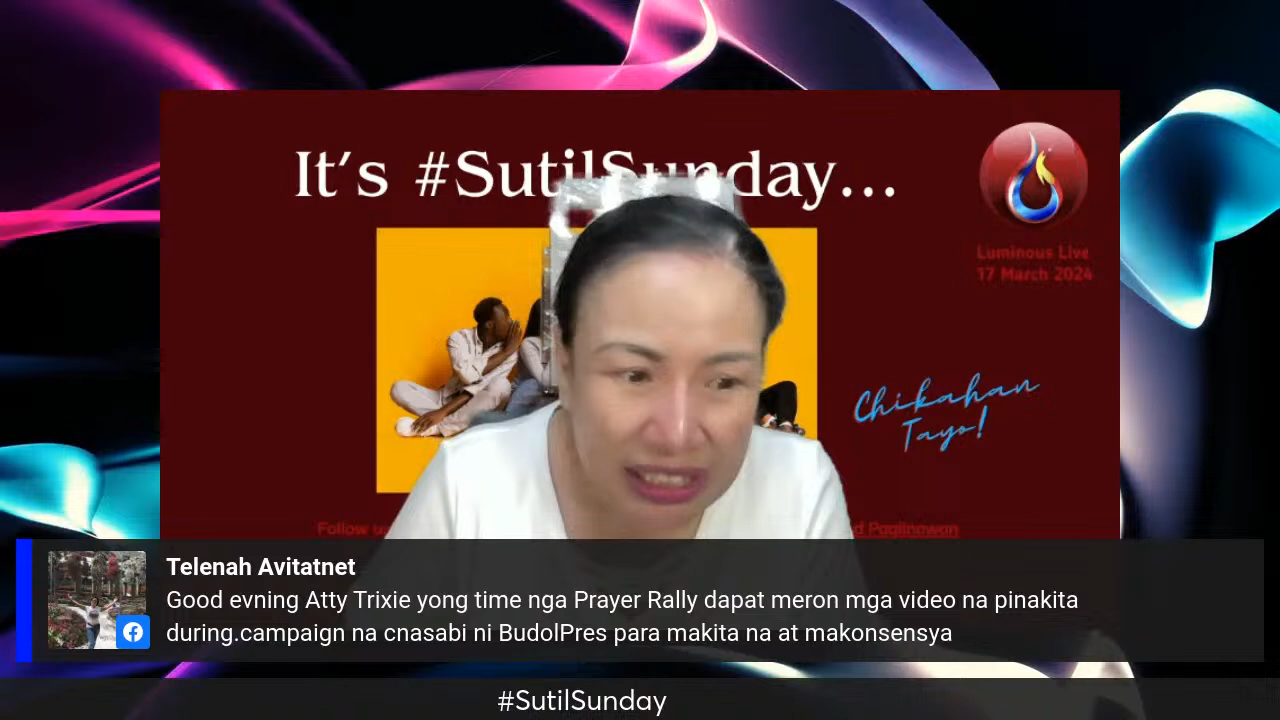 It's #SutilSunday...
Luminous Live
17 March 2024
Chikahan
Tayo!
Follow
d Paglinawan
Telenah Avitatnet
Good evning Atty Trixie yong time nga Prayer Rally dapat meron mga video na pinakita
during.campaign na cnasabi ni BudolPres para makita na at makonsensya
#SutilSunday